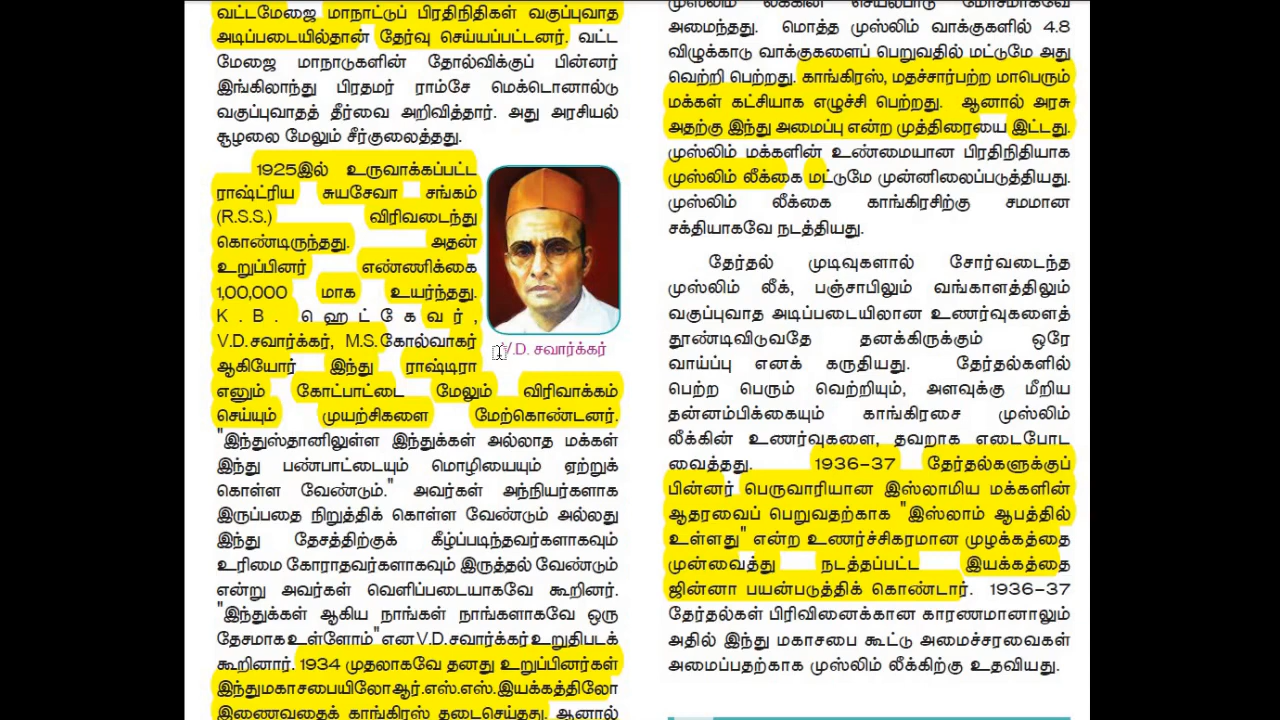 வட்டமேஜை மாநாட்டுப் பிரதிநிதிகள் வகுப்புவாத
அடிப்படையில்தான் தேர்வு செய்யப்பட்டனர். வட்ட
மேஜை மாநாடுகளின் தோல்விக்குப் பின்னர்
இங்கிலாந்து பிரதமர் ராம்சே மெக்டொனால்டு
வகுப்புவாதத் தீர்வை அறிவித்தார். அது அரசியல்
சூழலை மேலும் சீர்குலைத்தது.
1925இல் உருவாக்கப்பட்ட
ராஷ்ட்ரிய சுயசேவா சங்கம்
(R.S.S.) விரிவடைந்து
கொண்டிருந்தது. அதன்
உறுப்பினர் எண்ணிக்கை
1,00,000 மாக உயர்ந்தது.
K . B . ஹெட்கேவர் ,
V.D.சவார்க்கர், M.S.கோல்வாகர்
ஆகியோர் இந்து ராஷ்டிரா
எனும் கோட்பாட்டை மேலும் விரிவாக்கம்
செய்யும் முயற்சிகளை மேற்கொண்டனர்.
"இந்துஸ்தானிலுள்ள இந்துக்கள் அல்லாத மக்கள்
இந்து பண்பாட்டையும் மொழியையும் ஏற்றுக்
கொள்ள வேண்டும்." அவர்கள் அந்நியர்களாக
இருப்பதை நிறுத்திக் கொள்ள வேண்டும் அல்லது
இந்து தேசத்திற்குக் கீழ்ப்படிந்தவர்களாகவும்
உரிமை கோராதவர்களாகவும் இருத்தல் வேண்டும்
என்று அவர்கள் வெளிப்படையாகவே கூறினர்.
"இந்துக்கள் ஆகிய நாங்கள் நாங்களாகவே ஒரு
தேசமாக உள்ளோம்" என V.D.சவார்க்கர் உறுதிபடக்
கூறினார். 1934 முதலாகவே தனது உறுப்பினர்கள்
இந்துமகாசபையிலோஆர்.எஸ்.எஸ்.இயக்கத்திலோ
இணைவதைக் காங்கிரஸ் தடைசெய்தது. ஆனால்
V.D. சவார்க்கர்
முஸ்லிம் லீக்கின் செயல்பாடு மோசமாகவே
அமைந்தது. மொத்த முஸ்லிம் வாக்குகளில் 4.8
விழுக்காடு வாக்குகளைப் பெறுவதில் மட்டுமே அது
வெற்றி பெற்றது. காங்கிரஸ், மதச்சார்பற்ற மாபெரும்
மக்கள் கட்சியாக எழுச்சி பெற்றது. ஆனால் அரசு
அதற்கு இந்து அமைப்பு என்ற முத்திரையை இட்டது.
முஸ்லிம் மக்களின் உண்மையான பிரதிநிதியாக
முஸ்லிம் லீக்கை மட்டுமே முன்னிலைப்படுத்தியது.
முஸ்லிம் லீக்கை காங்கிரசிற்கு சமமான
சக்தியாகவே நடத்தியது.
தேர்தல் முடிவுகளால் சோர்வடைந்த
முஸ்லிம் லீக், பஞ்சாபிலும் வங்காளத்திலும்
வகுப்புவாத அடிப்படையிலான உணர்வுகளைத்
தூண்டிவிடுவதே தனக்கிருக்கும் ஒரே
வாய்ப்பு எனக் கருதியது. தேர்தல்களில்
பெற்ற பெரும் வெற்றியும், அளவுக்கு மீறிய
தன்னம்பிக்கையும் காங்கிரசை முஸ்லிம்
லீக்கின் உணர்வுகளை, தவறாக எடைபோட
வைத்தது. 1936–37 தேர்தல்களுக்குப்
பின்னர் பெருவாரியான இஸ்லாமிய மக்களின்
ஆதரவைப் பெறுவதற்காக "இஸ்லாம் ஆபத்தில்
உள்ளது" என்ற உணர்ச்சிகரமான முழக்கத்தை
முன்வைத்து நடத்தப்பட்ட இயக்கத்தை
ஜின்னா பயன்படுத்திக் கொண்டார். 1936–37
தேர்தல்கள் பிரிவினைக்கான காரணமானாலும்
அதில் இந்து மகாசபை கூட்டு அமைச்சரவைகள்
அமைப்பதற்காக முஸ்லிம் லீக்கிற்கு உதவியது.